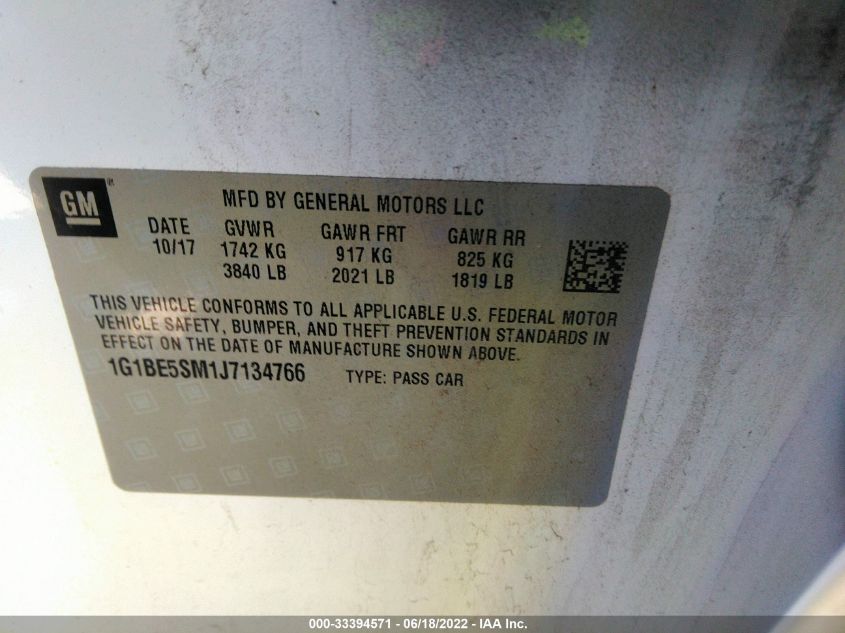 GM
MFD BY GENERAL MOTORS LLC
DATE GVWR GAWR FRT GAWR RR
10/17 1742 KG 917 KG 825 KG
3840 LB 2021 LB 1819 LB
THIS VEHICLE CONFORMS TO ALL APPLICABLE U.S. FEDERAL MOTOR
VEHICLE SAFETY, BUMPER, AND THEFT PREVENTION STANDARDS IN
EFFECT ON THE DATE OF MANUFACTURE SHOWN ABOVE.
1G1BE5SM1J7134766 TYPE: PASS CAR
000-33394571 - 06/18/2022 - IAA Inc.